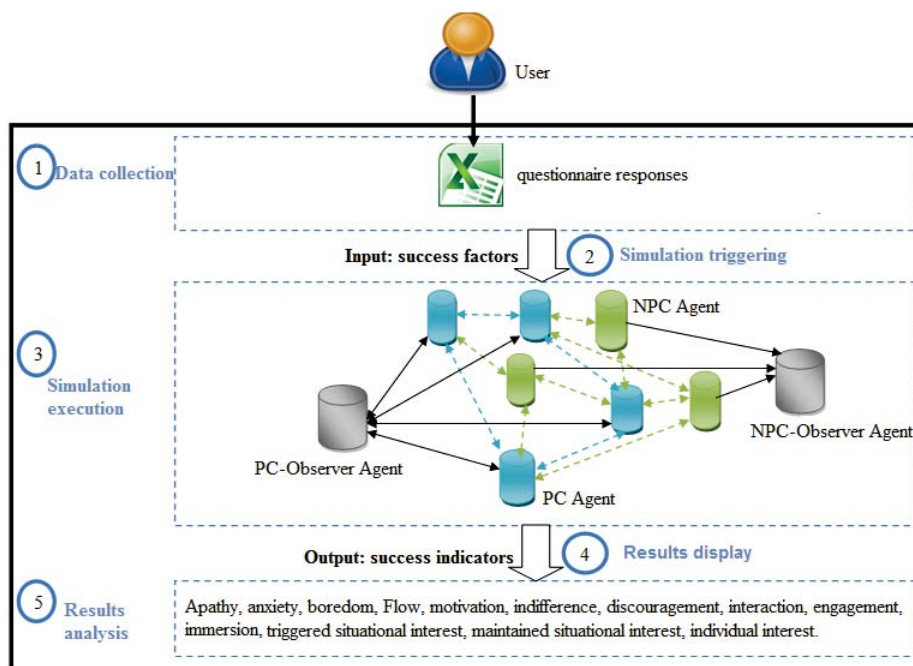 User
1
Data collection
questionnaire responses
Input: success factors
2
Simulation triggering
NPC Agent
3
Simulation
execution
PC-Observer Agent
NPC-Observer Agent
PC Agent
Output: success indicators
4
Results display
5
Results
analysis
Apathy, anxiety, boredom, Flow, motivation, indifference, discouragement, interaction, engagement,
immersion, triggered situational interest, maintained situational interest, individual interest.